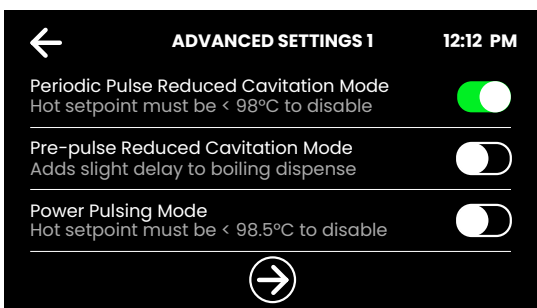 ADVANCED SETTINGS 1 12:12 PM
Periodic Pulse Reduced Cavitation Mode
Hot setpoint must be < 98°C to disable
Pre-pulse Reduced Cavitation Mode
Adds slight delay to boiling dispense
Power Pulsing Mode
Hot setpoint must be < 98.5°C to disable